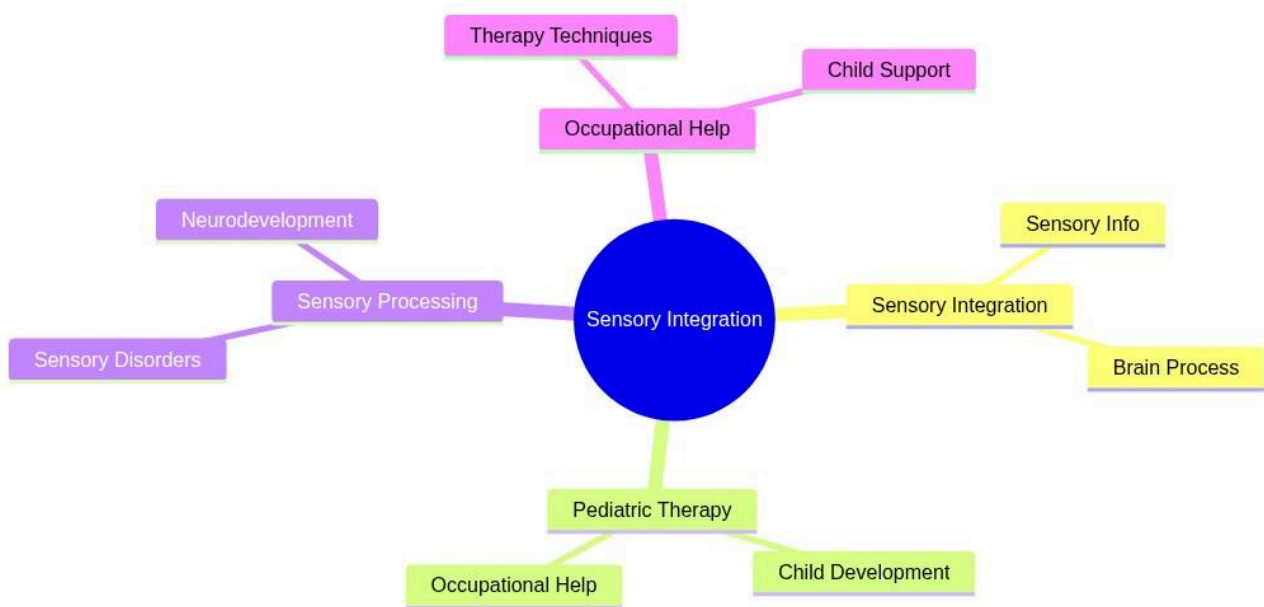 Therapy Techniques
Child Support
Occupational Help
Neurodevelopment
Sensory Info
Sensory Processing
Sensory Integration
Sensory Integration
Sensory Disorders
Brain Process
Pediatric Therapy
Occupational Help
Child Development